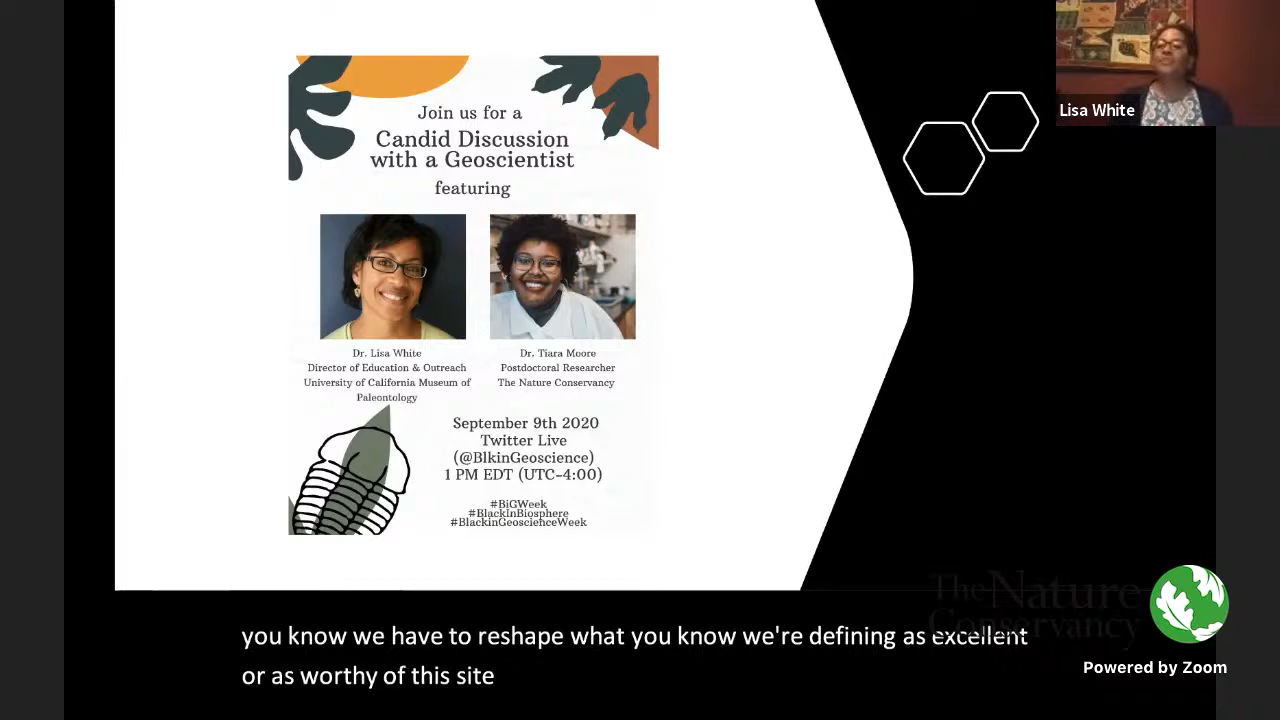 Join us for a
Candid Discussion
with a Geoscientist
featuring
Dr. Lisa White
Director of Education & Outreach
University of California Museum of
Paleontology
Dr. Tiara Moore
Postdoctoral Researcher
The Nature Conservancy
September 9th 2020
Twitter Live
(@BlkinGeoscience)
1 PM EDT (UTC-4:00)
#BiGWeek
#BlackInBiosphere
#BlackinGeoscienceWeek
Lisa White
The Nature
Conservancy
you know we have to reshape what you know we're defining as excellent
or as worthy of this site
Powered by Zoom